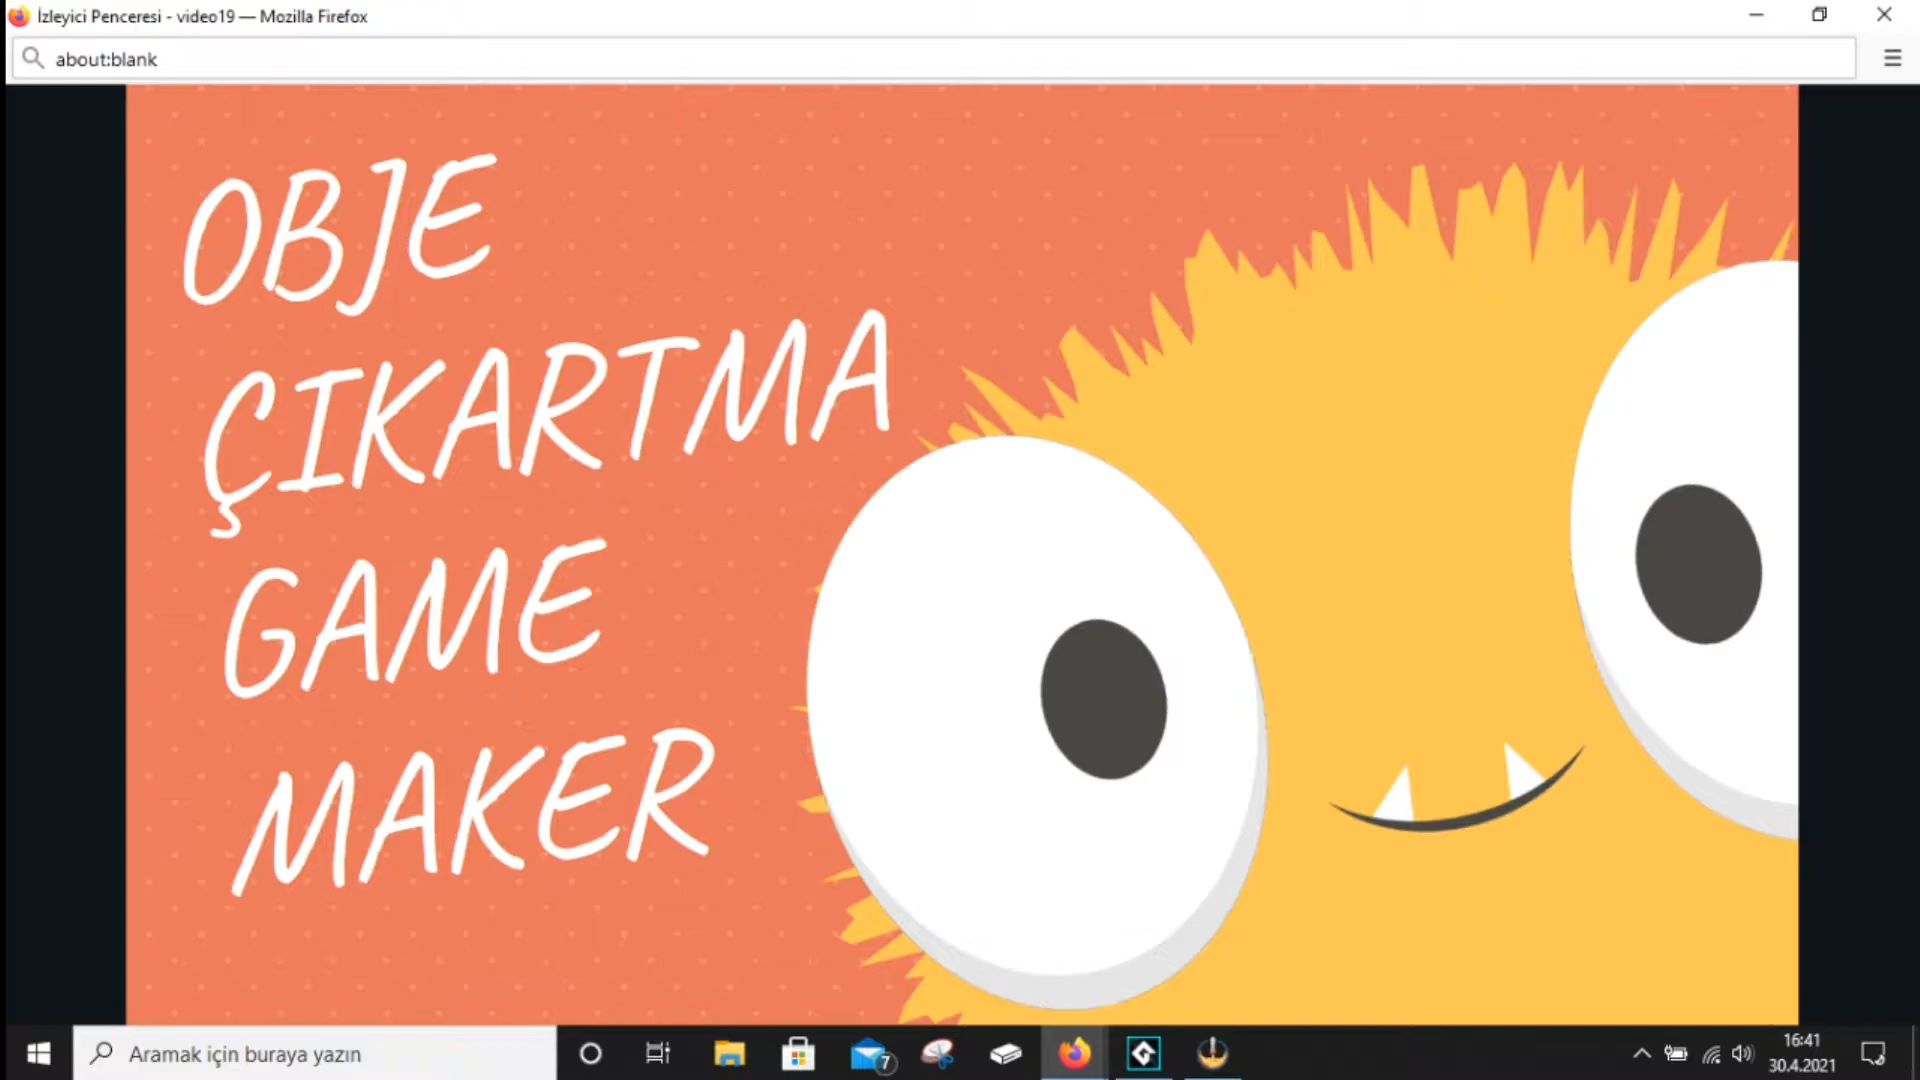 İzleyici Penceresi - video19 — Mozilla Firefox
about:blank
OBJE
ÇIKARTMA
GAME
MAKER
Aramak için buraya yazın
7
16:41
30.4.2021